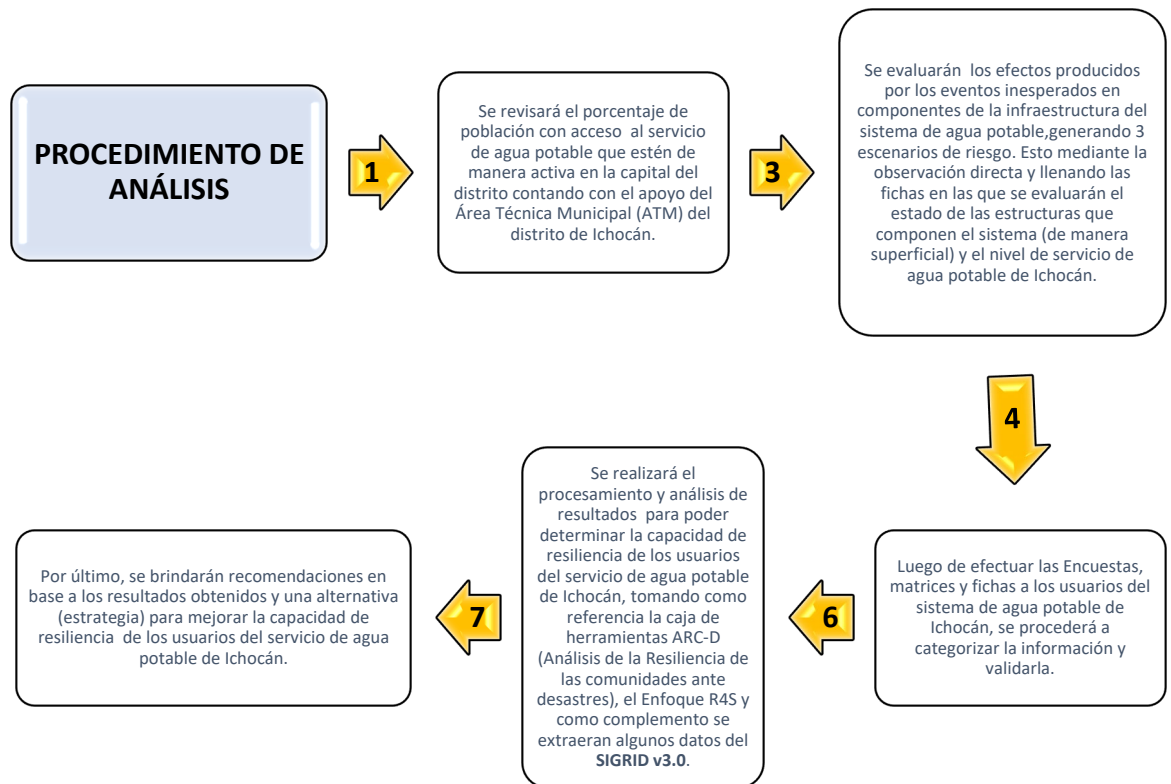 PROCEDIMIENTO DE
ANÁLISIS
1
Se revisará el porcentaje de
población con acceso al servicio
de agua potable que estén de
manera activa en la capital del
distrito contando con el apoyo del
Área Técnica Municipal (ATM) del
distrito de Ichocán.
3
Se evaluarán los efectos producidos
por los eventos inesperados en
componentes de la infraestructura del
sistema de agua potable,generando 3
escenarios de riesgo. Esto mediante la
observación directa y llenando las
fichas en las que se evaluarán el
estado de las estructuras que
componen el sistema (de manera
superficial) y el nivel de servicio de
agua potable de Ichocán.
4
Luego de efectuar las Encuestas,
matrices y fichas a los usuarios del
sistema de agua potable de
Ichocán, se procederá a
categorizar la información y
validarla.
6
Se realizará el
procesamiento y análisis de
resultados para poder
determinar la capacidad de
resiliencia de los usuarios
del servicio de agua potable
de Ichocán, tomando como
referencia la caja de
herramientas ARC-D
(Análisis de la Resiliencia de
las comunidades ante
desastres), el Enfoque R4S y
como complemento se
extraeran algunos datos del
SIGRID v3.0.
7
Por último, se brindarán recomendaciones en
base a los resultados obtenidos y una alternativa
(estrategia) para mejorar la capacidad de
resiliencia de los usuarios del servicio de agua
potable de Ichocán.